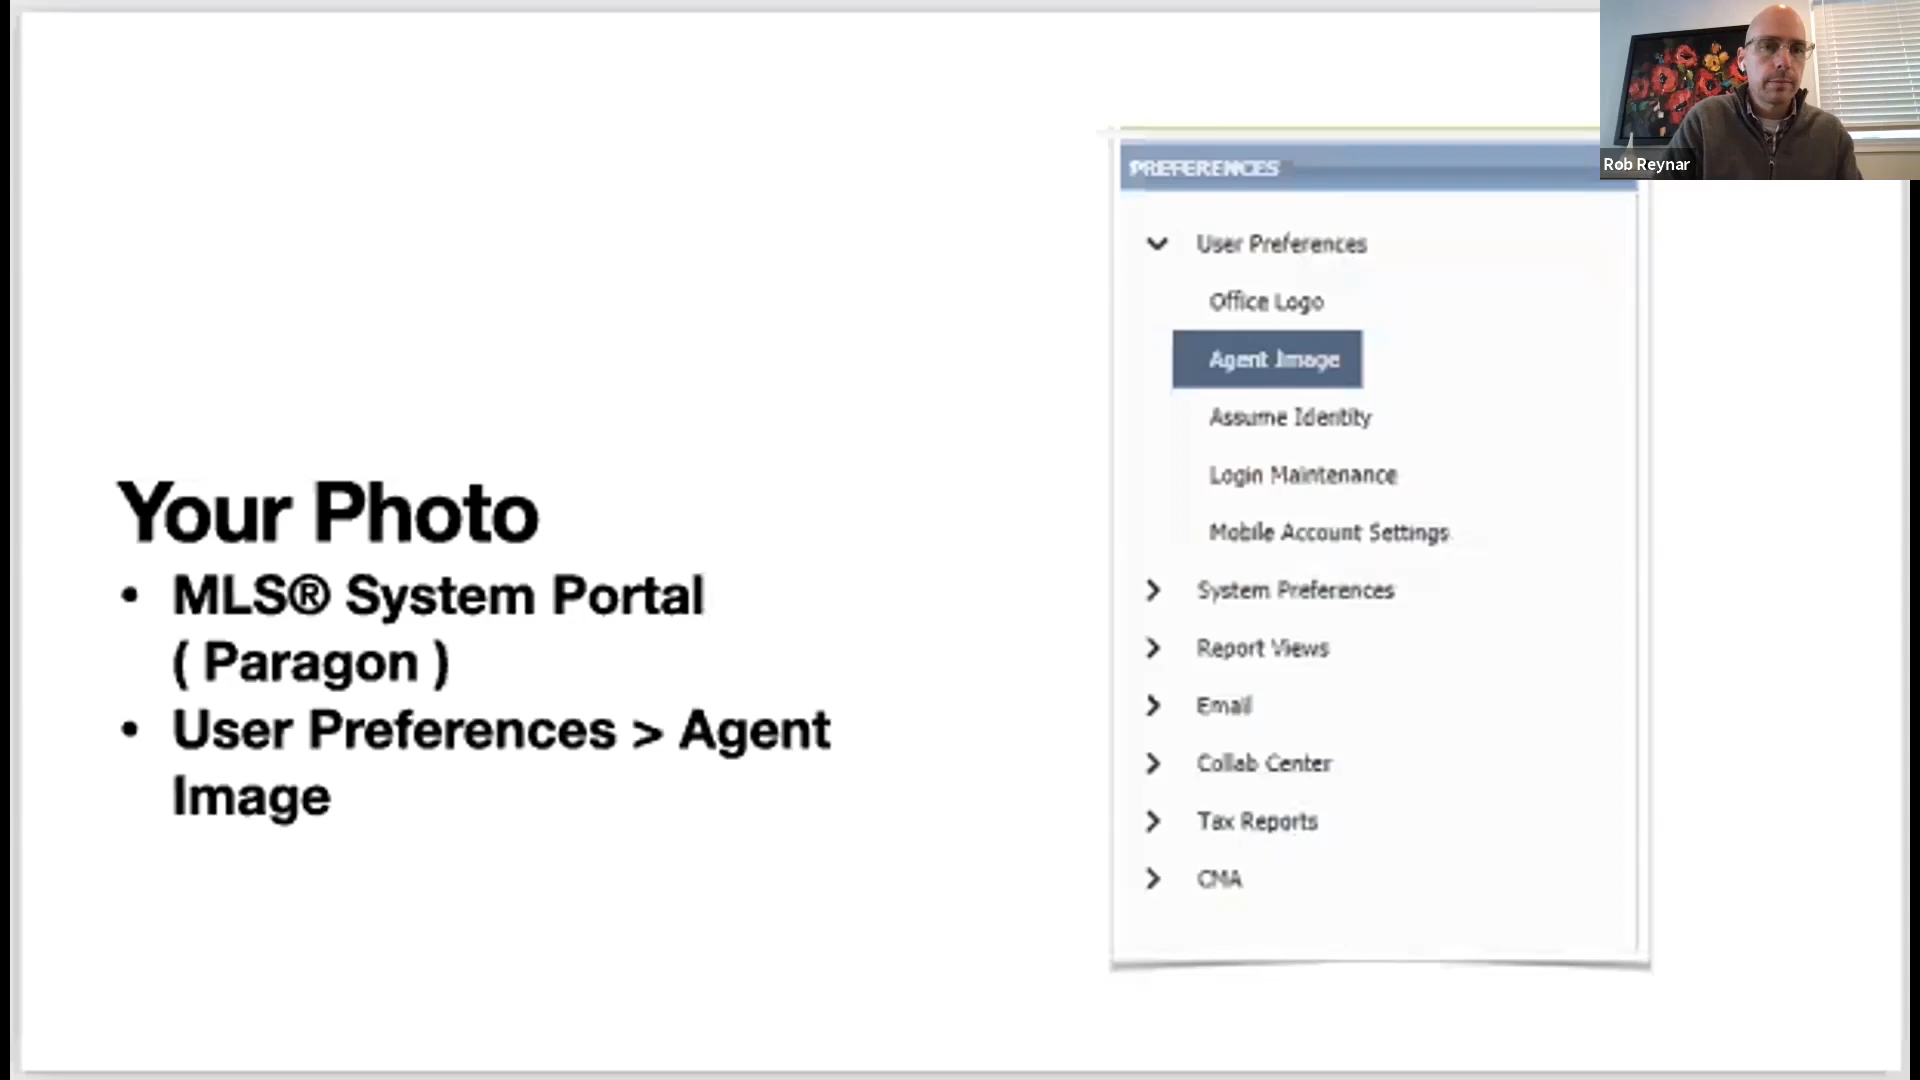 Your Photo
• MLS® System Portal
( Paragon )
• User Preferences > Agent
Image
PREFERENCES
User Preferences
Office Logo
Agent Image
Assume Identity
Login Maintenance
Mobile Account Settings
System Preferences
Report Views
Email
Collab Center
Tax Reports
CMA
Rob Reynar